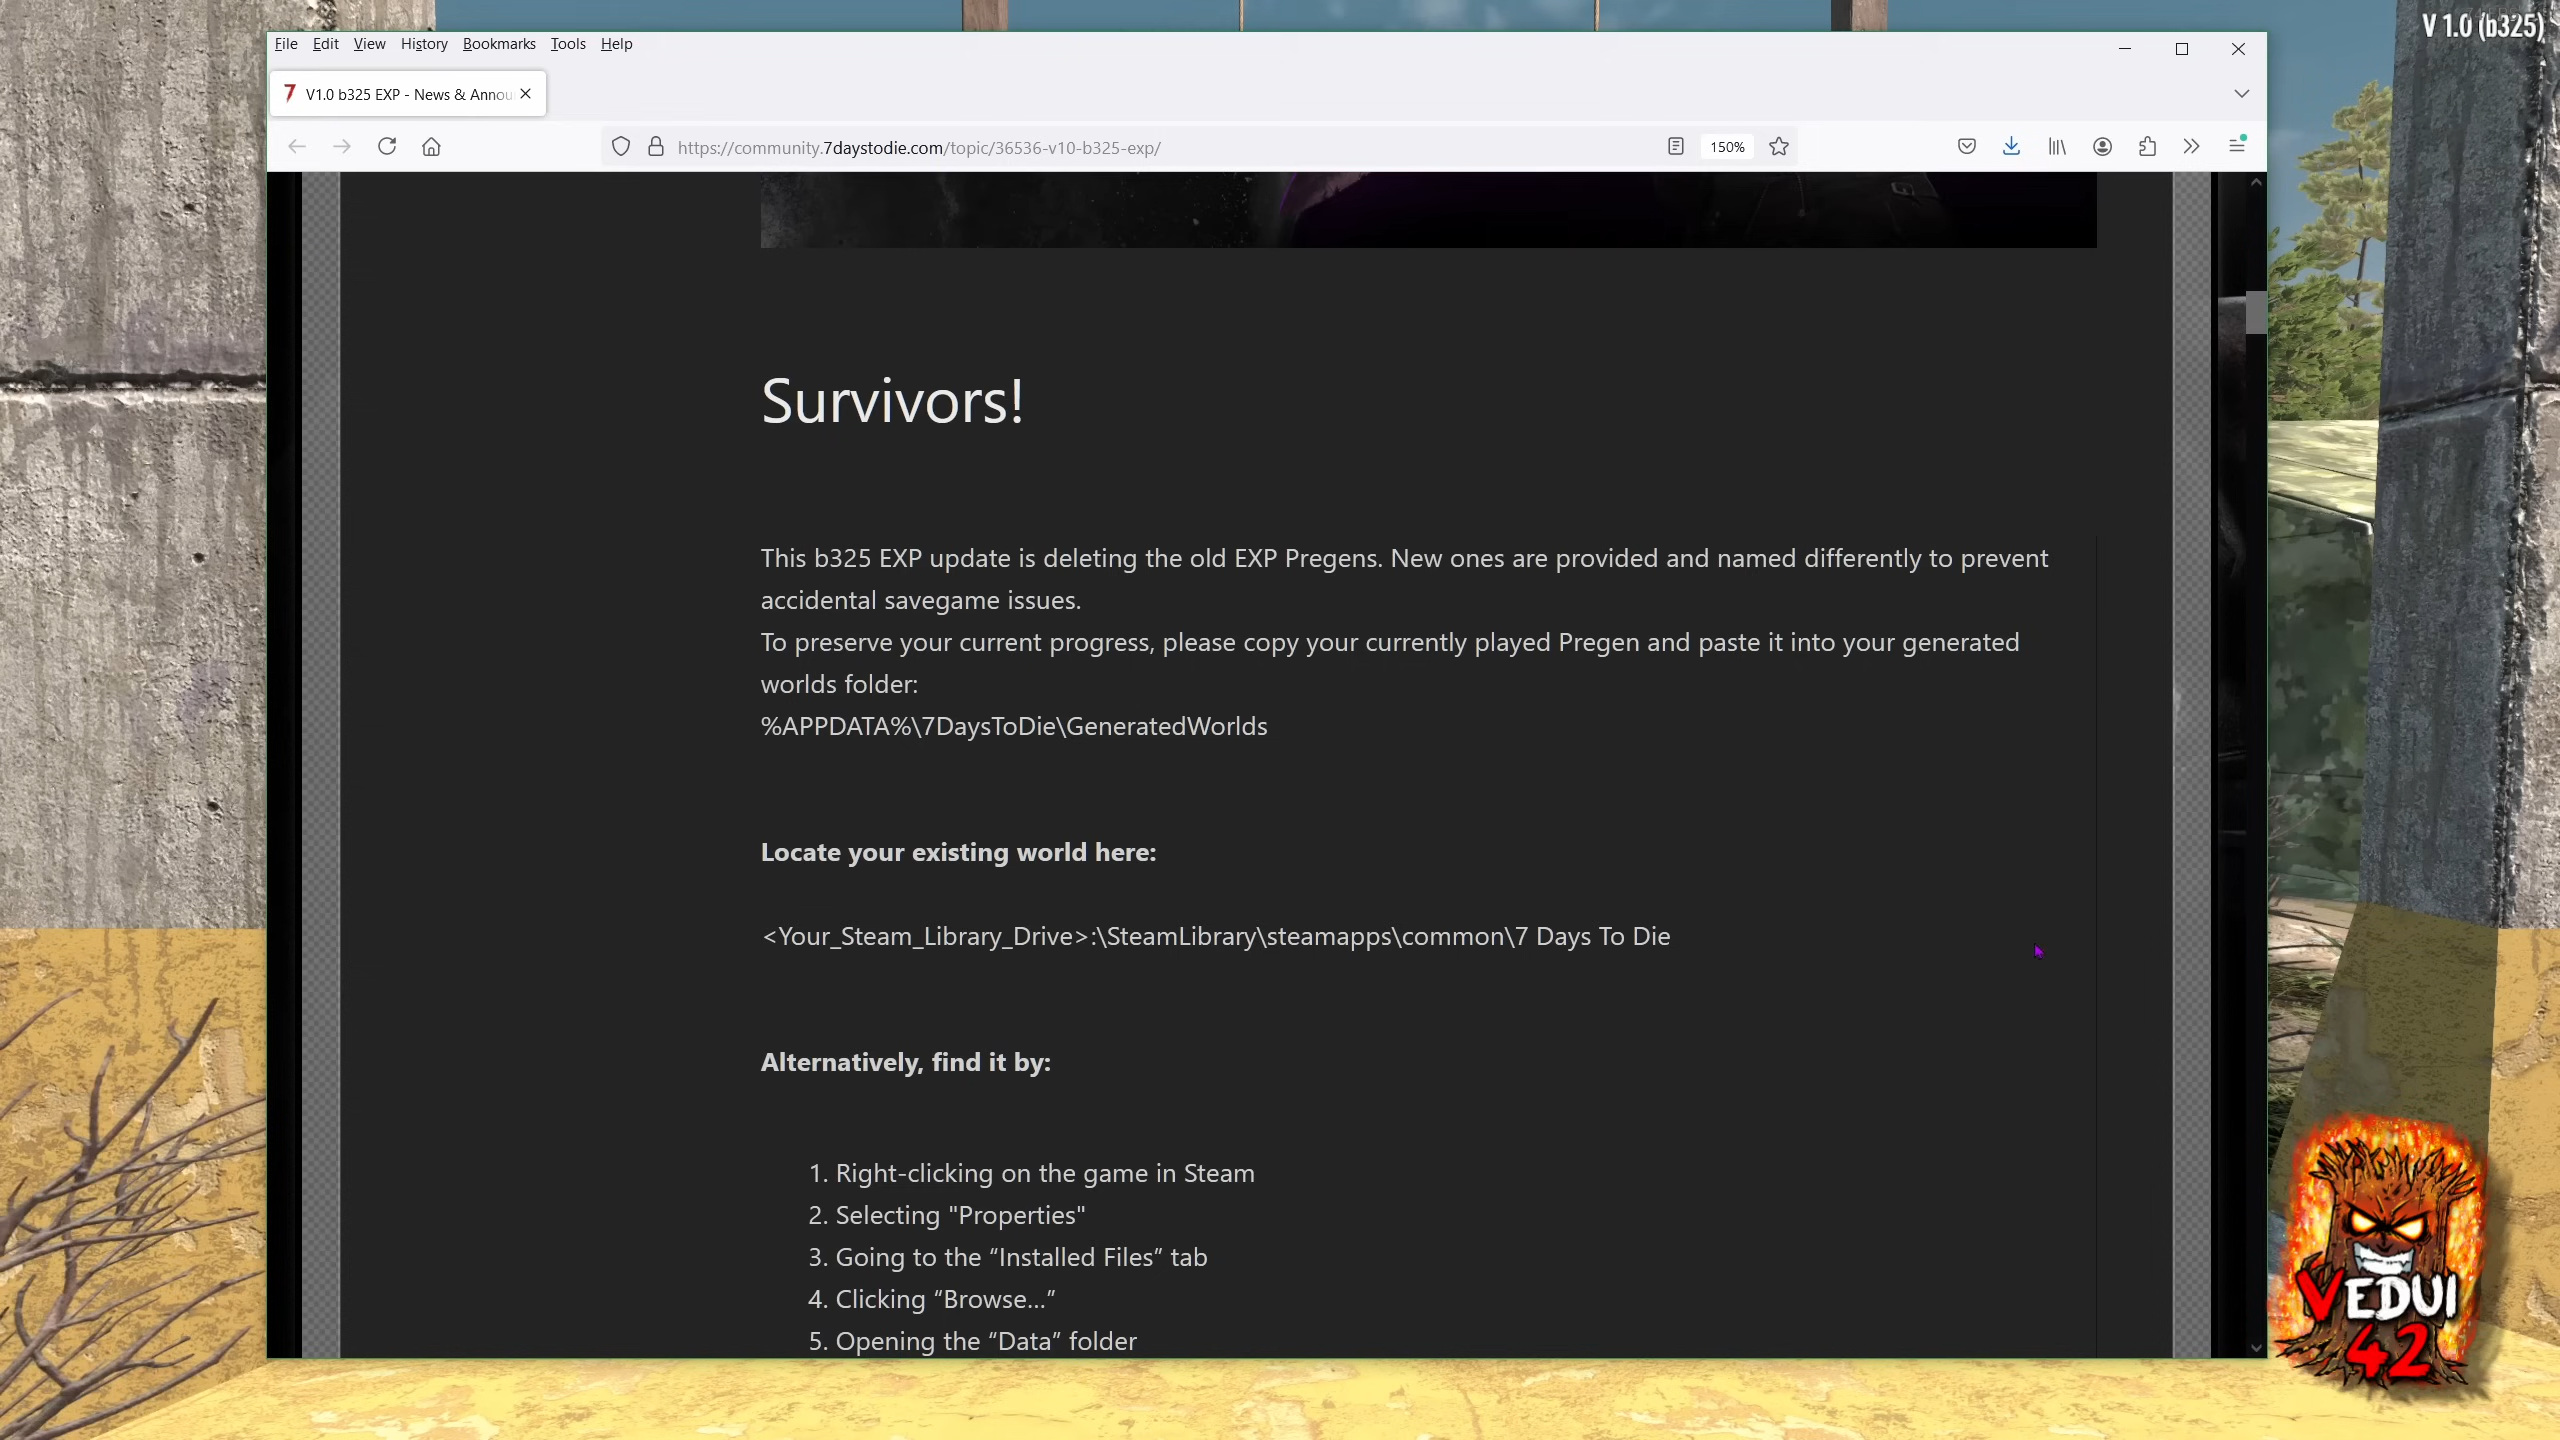 V 1.0 (b325)
File Edit View History Bookmarks Tools Help
V1.0 b325 EXP - News & Annou
https://community.7daystodie.com/topic/36536-v10-b325-exp/
150%
Survivors!
This b325 EXP update is deleting the old EXP Pregens. New ones are provided and named differently to prevent
accidental savegame issues.
To preserve your current progress, please copy your currently played Pregen and paste it into your generated
worlds folder:
%APPDATA%\7DaysToDie\GeneratedWorlds
Locate your existing world here:
<Your_Steam_Library_Drive>:\SteamLibrary\steamapps\common\7 Days To Die
Alternatively, find it by:
1. Right-clicking on the game in Steam
2. Selecting "Properties"
3. Going to the “Installed Files” tab
4. Clicking “Browse...”
5. Opening the “Data” folder
VEDUI
42